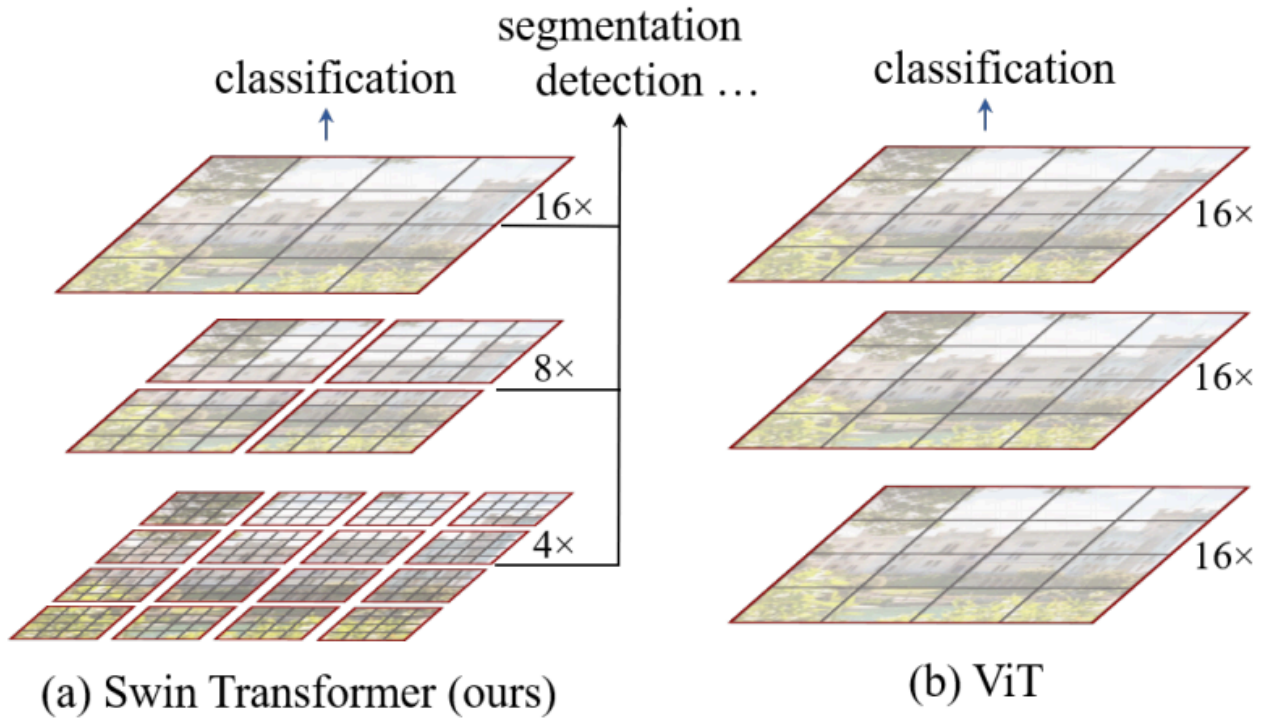 segmentation
detection …
classification
16×
8×
4×
(a) Swin Transformer (ours)
classification
16×
16×
16×
(b) ViT